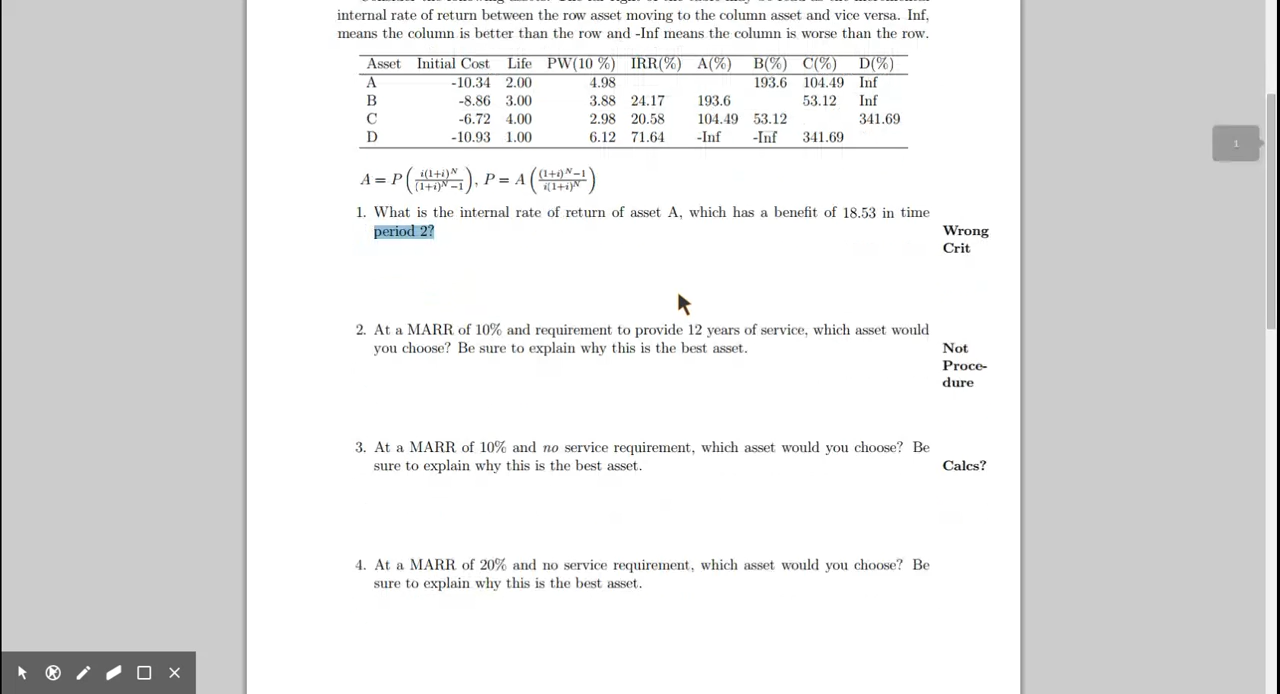 internal rate of return between the row asset moving to the column asset and vice versa. Inf,
means the column is better than the row and -Inf means the column is worse than the row.
Asset Initial Cost Life PW(10 %) IRR(%) A(%) B(%) C(%) D(%)
A -10.34 2.00 4.98 193.6 104.49 Inf
B -8.86 3.00 3.88 24.17 193.6 53.12 Inf
C -6.72 4.00 2.98 20.58 104.49 53.12 341.69
D -10.93 1.00 6.12 71.64 -Inf -Inf 341.69
A = P ( i(1+i)^N / (1+i)^N −1 ), P = A ( (1+i)^N −1 / i(1+i)^N )
1. What is the internal rate of return of asset A, which has a benefit of 18.53 in time
period 2?
Wrong
Crit
2. At a MARR of 10% and requirement to provide 12 years of service, which asset would
you choose? Be sure to explain why this is the best asset.
Not
Proce-
dure
3. At a MARR of 10% and no service requirement, which asset would you choose? Be
sure to explain why this is the best asset.
Calcs?
4. At a MARR of 20% and no service requirement, which asset would you choose? Be
sure to explain why this is the best asset.
1